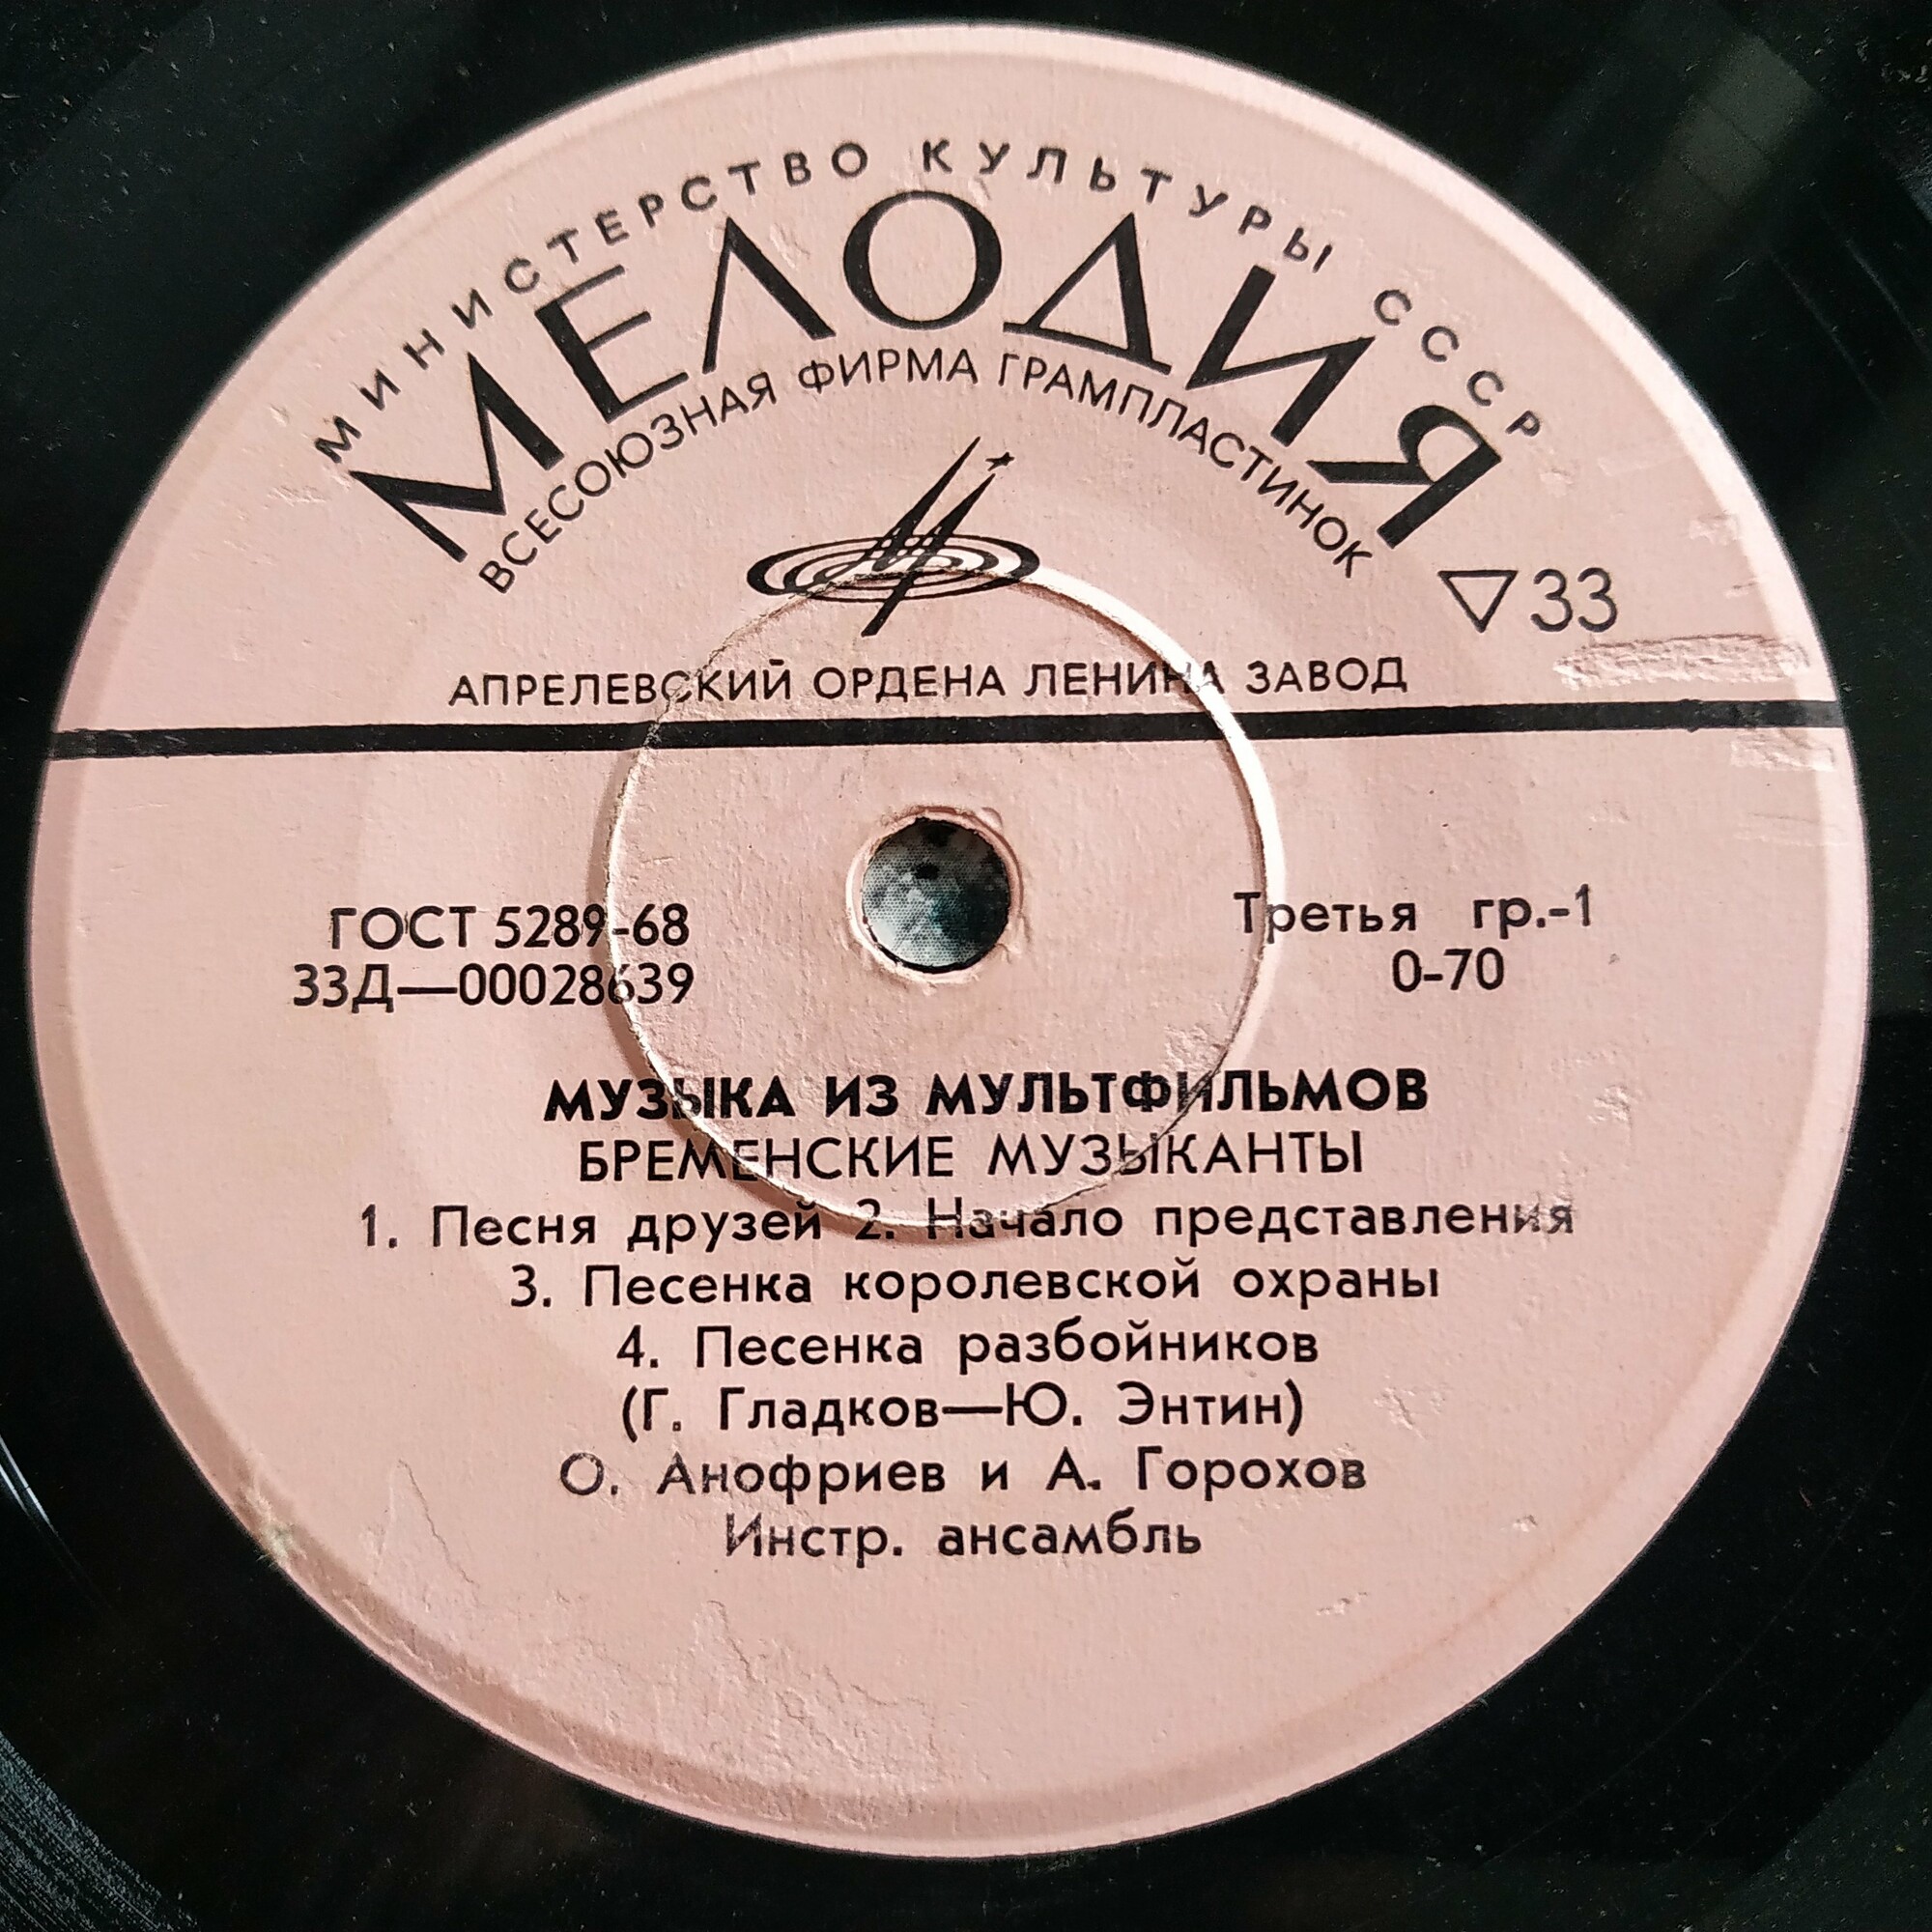 МИНИСТЕРСТВО КУЛЬТУРЫ СССР
МЕЛОДИЯ
ВСЕСОЮЗНАЯ ФИРМА ГРАМПЛАСТИНОК
▽33
АПРЕЛЕВСКИЙ ОРДЕНА ЛЕНИНА ЗАВОД
ГОСТ 5289-68
33Д—00028639
Третья гр.-1
0-70
МУЗЫКА ИЗ МУЛЬТФИЛЬМОВ
БРЕМЕНСКИЕ МУЗЫКАНТЫ
1. Песня друзей 2. Начало представления
3. Песенка королевской охраны
4. Песенка разбойников
(Г. Гладков—Ю. Энтин)
О. Анофриев и А. Горохов
Инстр. ансамбль